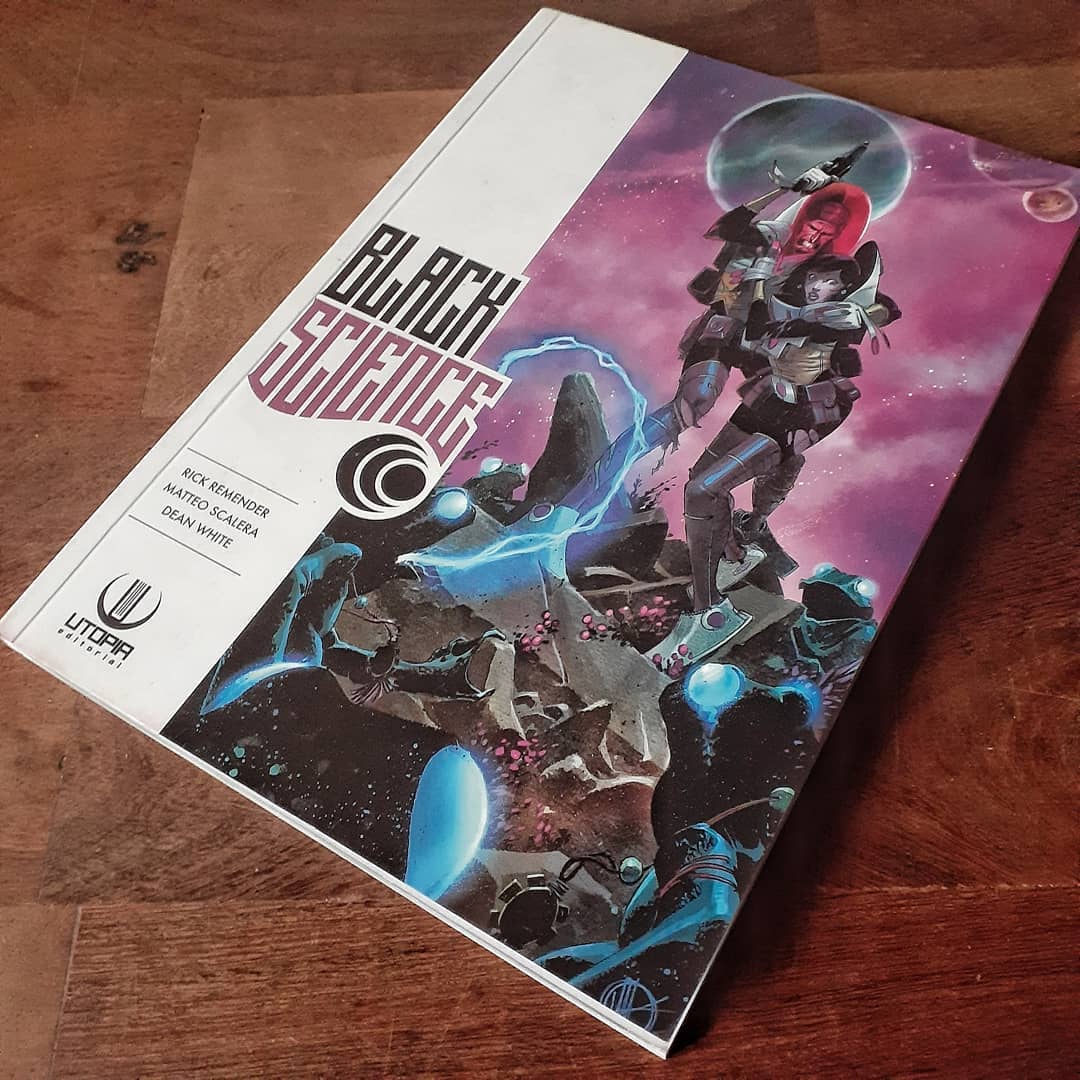 BLACK
SCIENCE
RICK REMENDER
MATTEO SCALERA
DEAN WHITE
UTOPIA
editorial